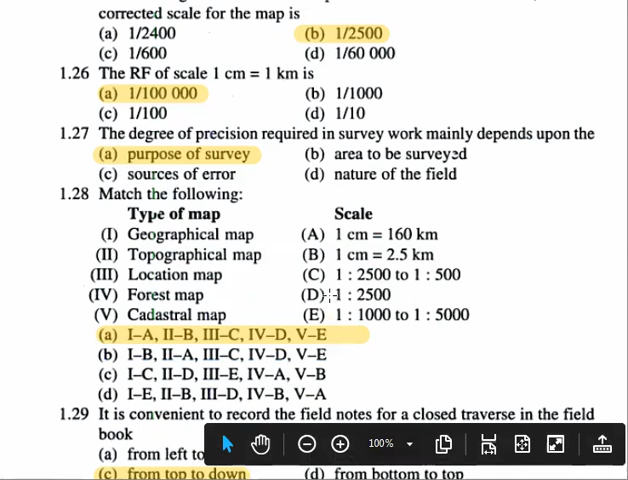 corrected scale for the map is
(a) 1/2400 (b) 1/2500
(c) 1/600 (d) 1/60 000
1.26 The RF of scale 1 cm = 1 km is
(a) 1/100 000 (b) 1/1000
(c) 1/100 (d) 1/10
1.27 The degree of precision required in survey work mainly depends upon the
(a) purpose of survey (b) area to be surveyed
(c) sources of error (d) nature of the field
1.28 Match the following:
Type of map Scale
(I) Geographical map (A) 1 cm = 160 km
(II) Topographical map (B) 1 cm = 2.5 km
(III) Location map (C) 1 : 2500 to 1 : 500
(IV) Forest map (D) 1 : 2500
(V) Cadastral map (E) 1 : 1000 to 1 : 5000
(a) I–A, II–B, III–C, IV–D, V–E
(b) I–B, II–A, III–C, IV–D, V–E
(c) I–C, II–D, III–E, IV–A, V–B
(d) I–E, II–B, III–D, IV–B, V–A
1.29 It is convenient to record the field notes for a closed traverse in the field
book
(a) from left to
100%
(c) from top to down (d) from bottom to top